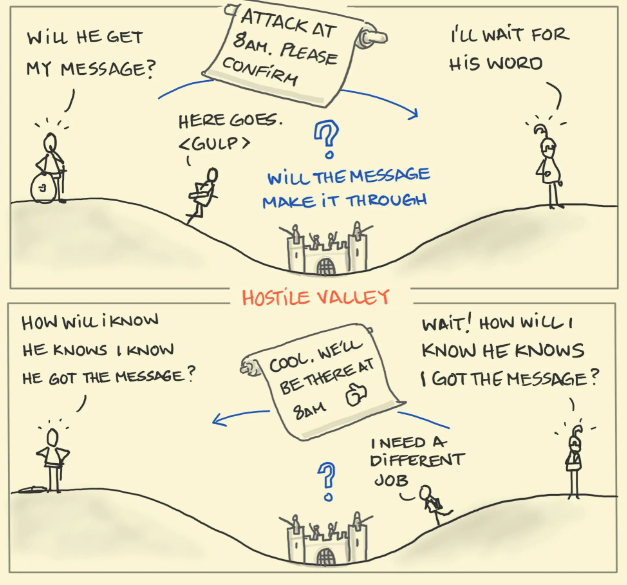 WILL HE GET
MY MESSAGE?
ATTACK AT
8AM. PLEASE
CONFIRM
I'LL WAIT FOR
HIS WORD
HERE GOES.
<GULP>
?
WILL THE MESSAGE
MAKE IT THROUGH
HOSTILE VALLEY
HOW WILL I KNOW
HE KNOWS I KNOW
HE GOT THE MESSAGE?
COOL. WE'LL
BE THERE AT
8AM
WAIT! HOW WILL I
KNOW HE KNOWS
I GOT THE MESSAGE?
I NEED A
DIFFERENT
JOB
?